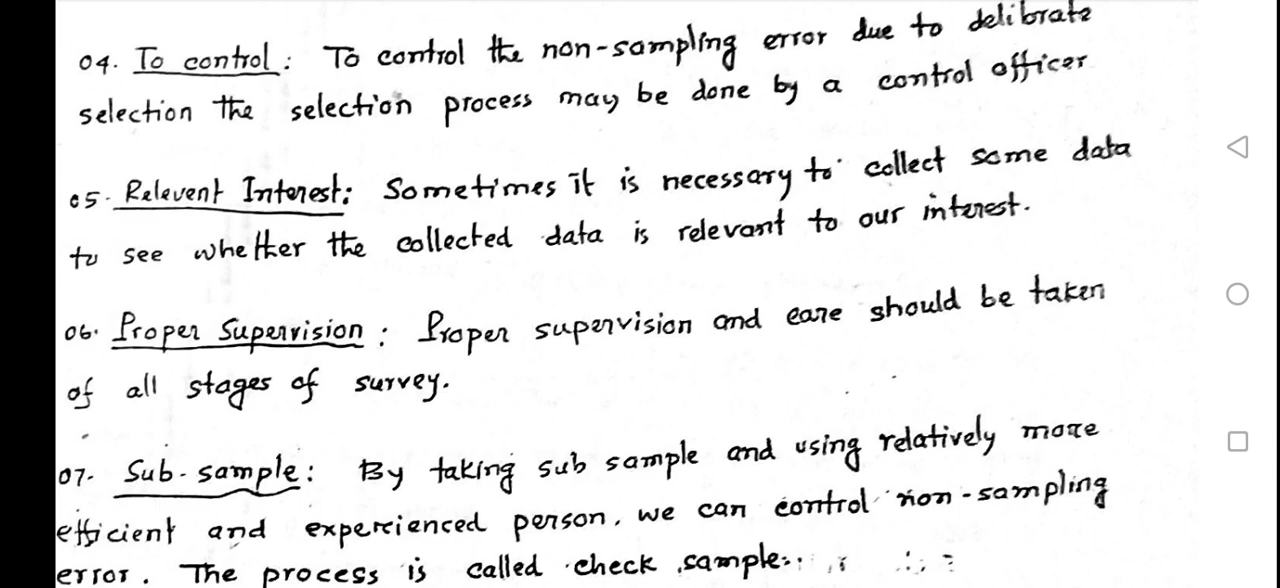 04. To control : To control the non-sampling error due to delibrate
selection the selection process may be done by a control officer
05. Relevent Interest: Sometimes it is necessary to collect some data
to see whether the collected data is relevant to our interest.
06. Proper Supervision : Proper supervision and care should be taken
of all stages of survey.
07. Sub-sample: By taking sub sample and using relatively more
efficient and experienced person, we can control non-sampling
error. The process is called check sample.